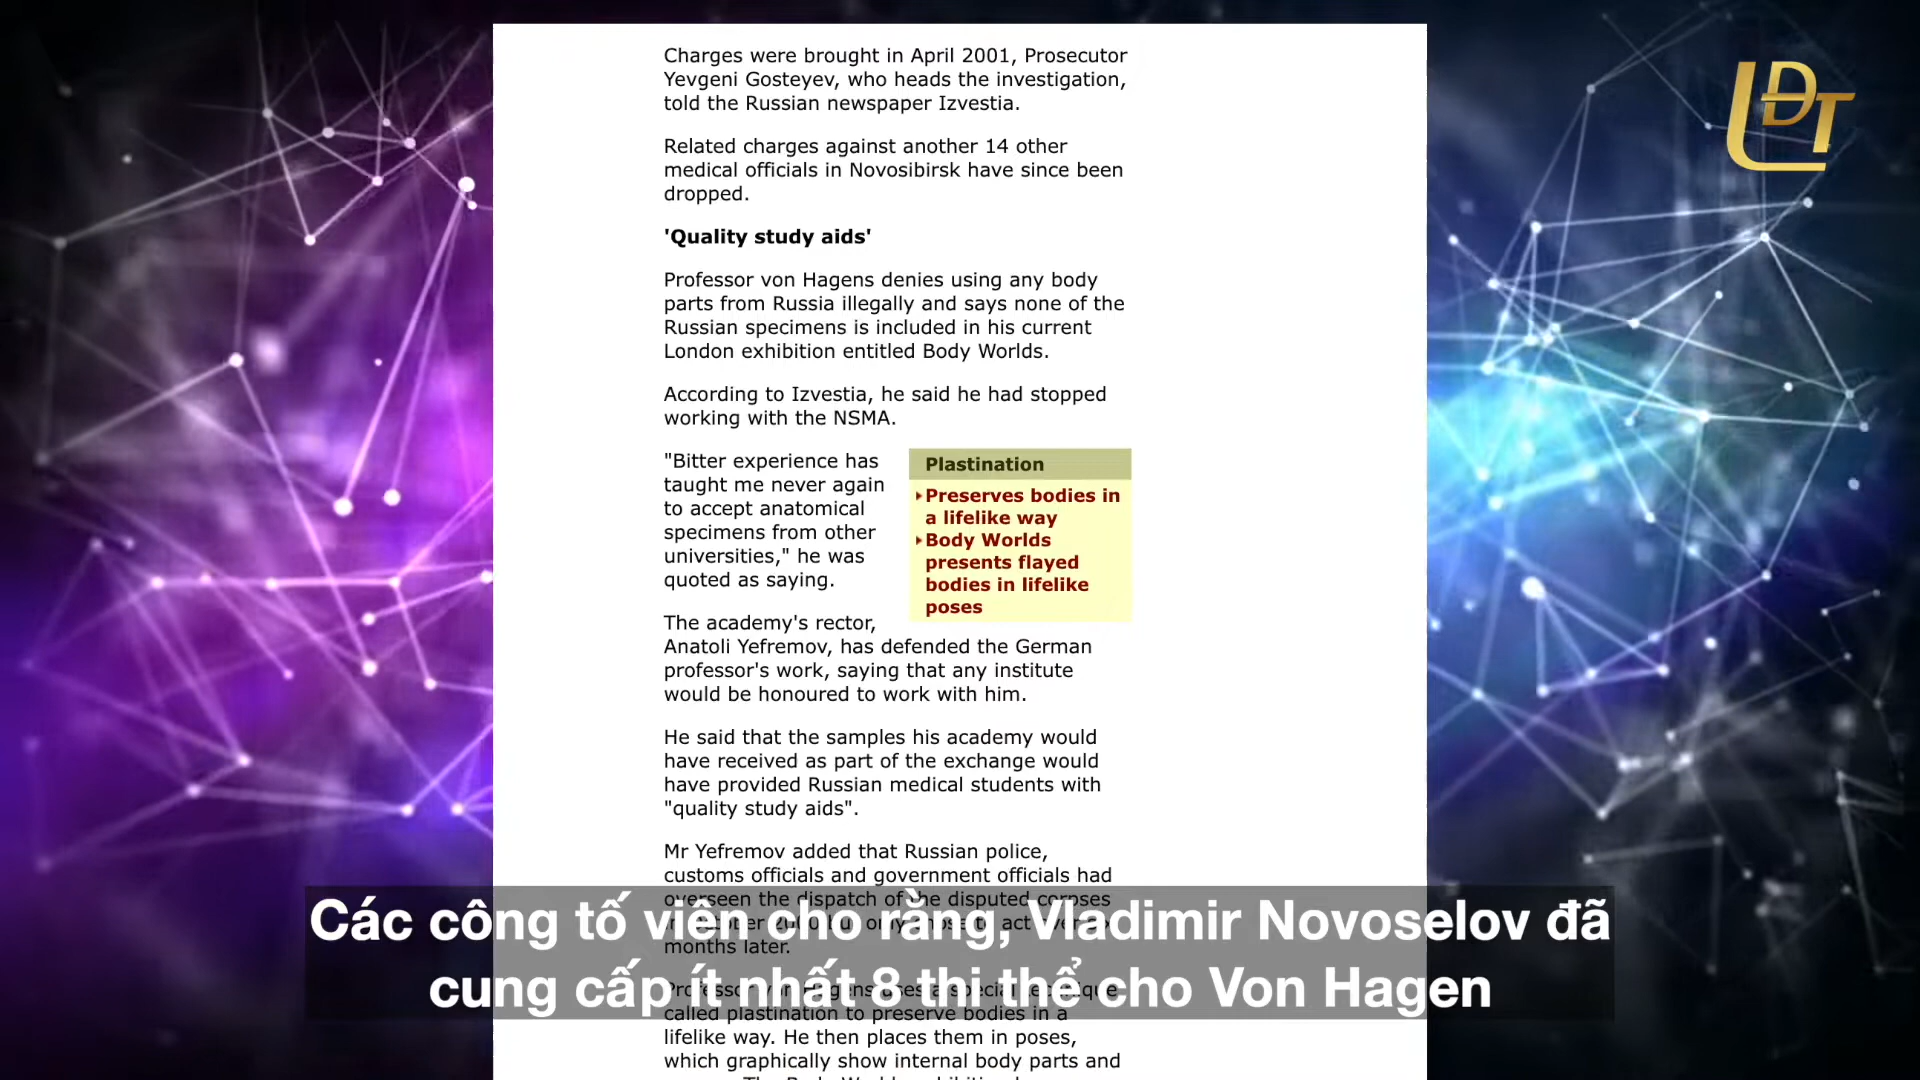 Charges were brought in April 2001, Prosecutor
Yevgeni Gosteyev, who heads the investigation,
told the Russian newspaper Izvestia.
Related charges against another 14 other
medical officials in Novosibirsk have since been
dropped.
'Quality study aids'
Professor von Hagens denies using any body
parts from Russia illegally and says none of the
Russian specimens is included in his current
London exhibition entitled Body Worlds.
According to Izvestia, he said he had stopped
working with the NSMA.
"Bitter experience has
taught me never again
to accept anatomical
specimens from other
universities," he was
quoted as saying.
Plastination
Preserves bodies in
a lifelike way
Body Worlds
presents flayed
bodies in lifelike
poses
The academy's rector,
Anatoli Yefremov, has defended the German
professor's work, saying that any institute
would be honoured to work with him.
He said that the samples his academy would
have received as part of the exchange would
have provided Russian medical students with
"quality study aids".
Mr Yefremov added that Russian police,
customs officials and government officials had
overseen the dispatch of the disputed corpses
months later.
called plastination to preserve bodies in a
lifelike way. He then places them in poses,
which graphically show internal body parts and
Các công tố viên cho rằng, Vladimir Novoselov đã
cung cấp ít nhất 8 thi thể cho Von Hagen
LĐT